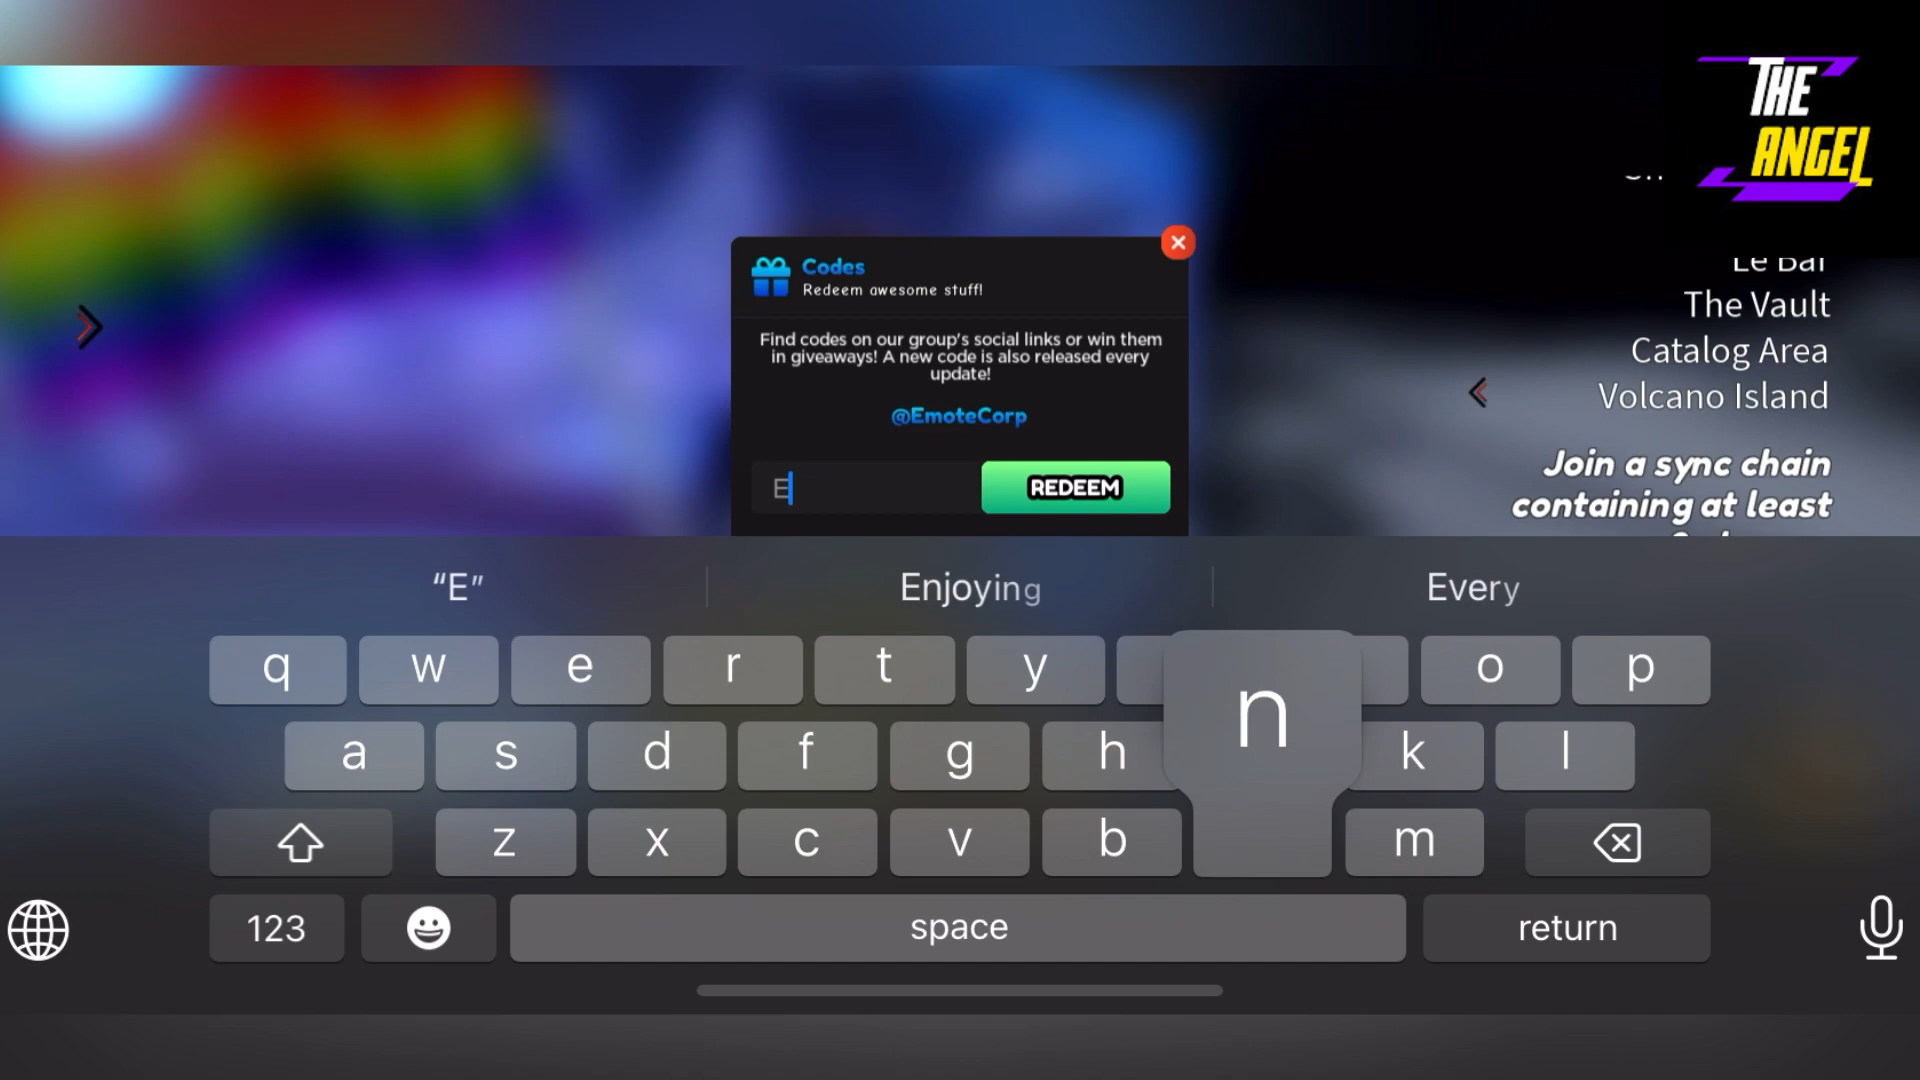 THE
ANGEL
Le Bar
The Vault
Catalog Area
Volcano Island
Join a sync chain
containing at least
Codes
Redeem awesome stuff!
Find codes on our group's social links or win them
in giveaways! A new code is also released every
update!
@EmoteCorp
E
REDEEM
“E” Enjoying Every
q w e r t y n o p
a s d f g h k l
z x c v b m
123 space return